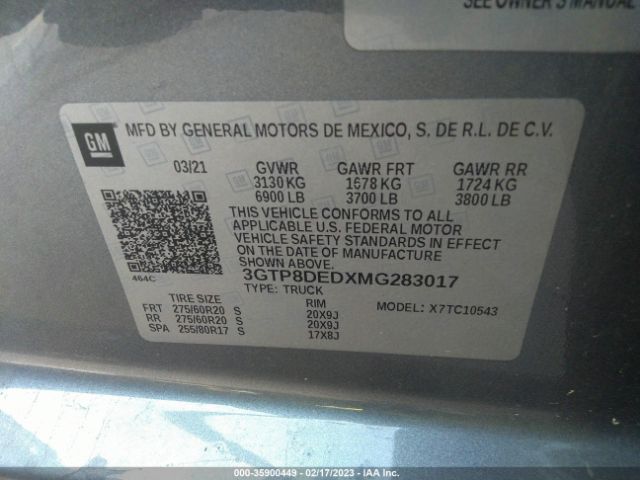 SEE OWNER'S MANUAL
GM
MFD BY GENERAL MOTORS DE MEXICO, S. DE R.L. DE C.V.
03/21 GVWR GAWR FRT GAWR RR
3130 KG 1678 KG 1724 KG
6900 LB 3700 LB 3800 LB
THIS VEHICLE CONFORMS TO ALL
APPLICABLE U.S. FEDERAL MOTOR
VEHICLE SAFETY STANDARDS IN EFFECT
ON THE DATE OF MANUFACTURE
SHOWN ABOVE.
464C 3GTP8DEDXMG283017
TYPE: TRUCK
TIRE SIZE RIM MODEL: X7TC10543
FRT 275/60R20 S 20X9J
RR 275/60R20 S 20X9J
SPA 255/80R17 S 17X8J
000-35900449 - 02/17/2023 - IAA Inc.